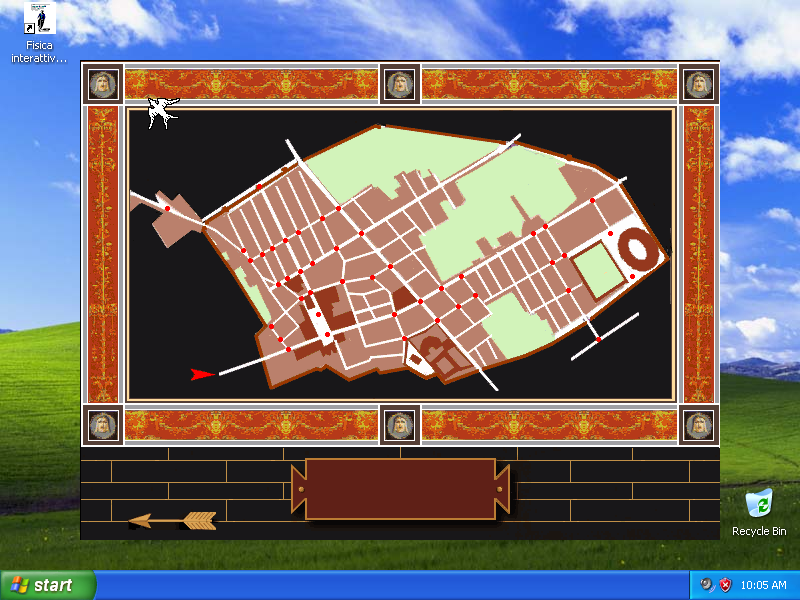 Fisica
interattiv...
Recycle Bin
start
10:05 AM